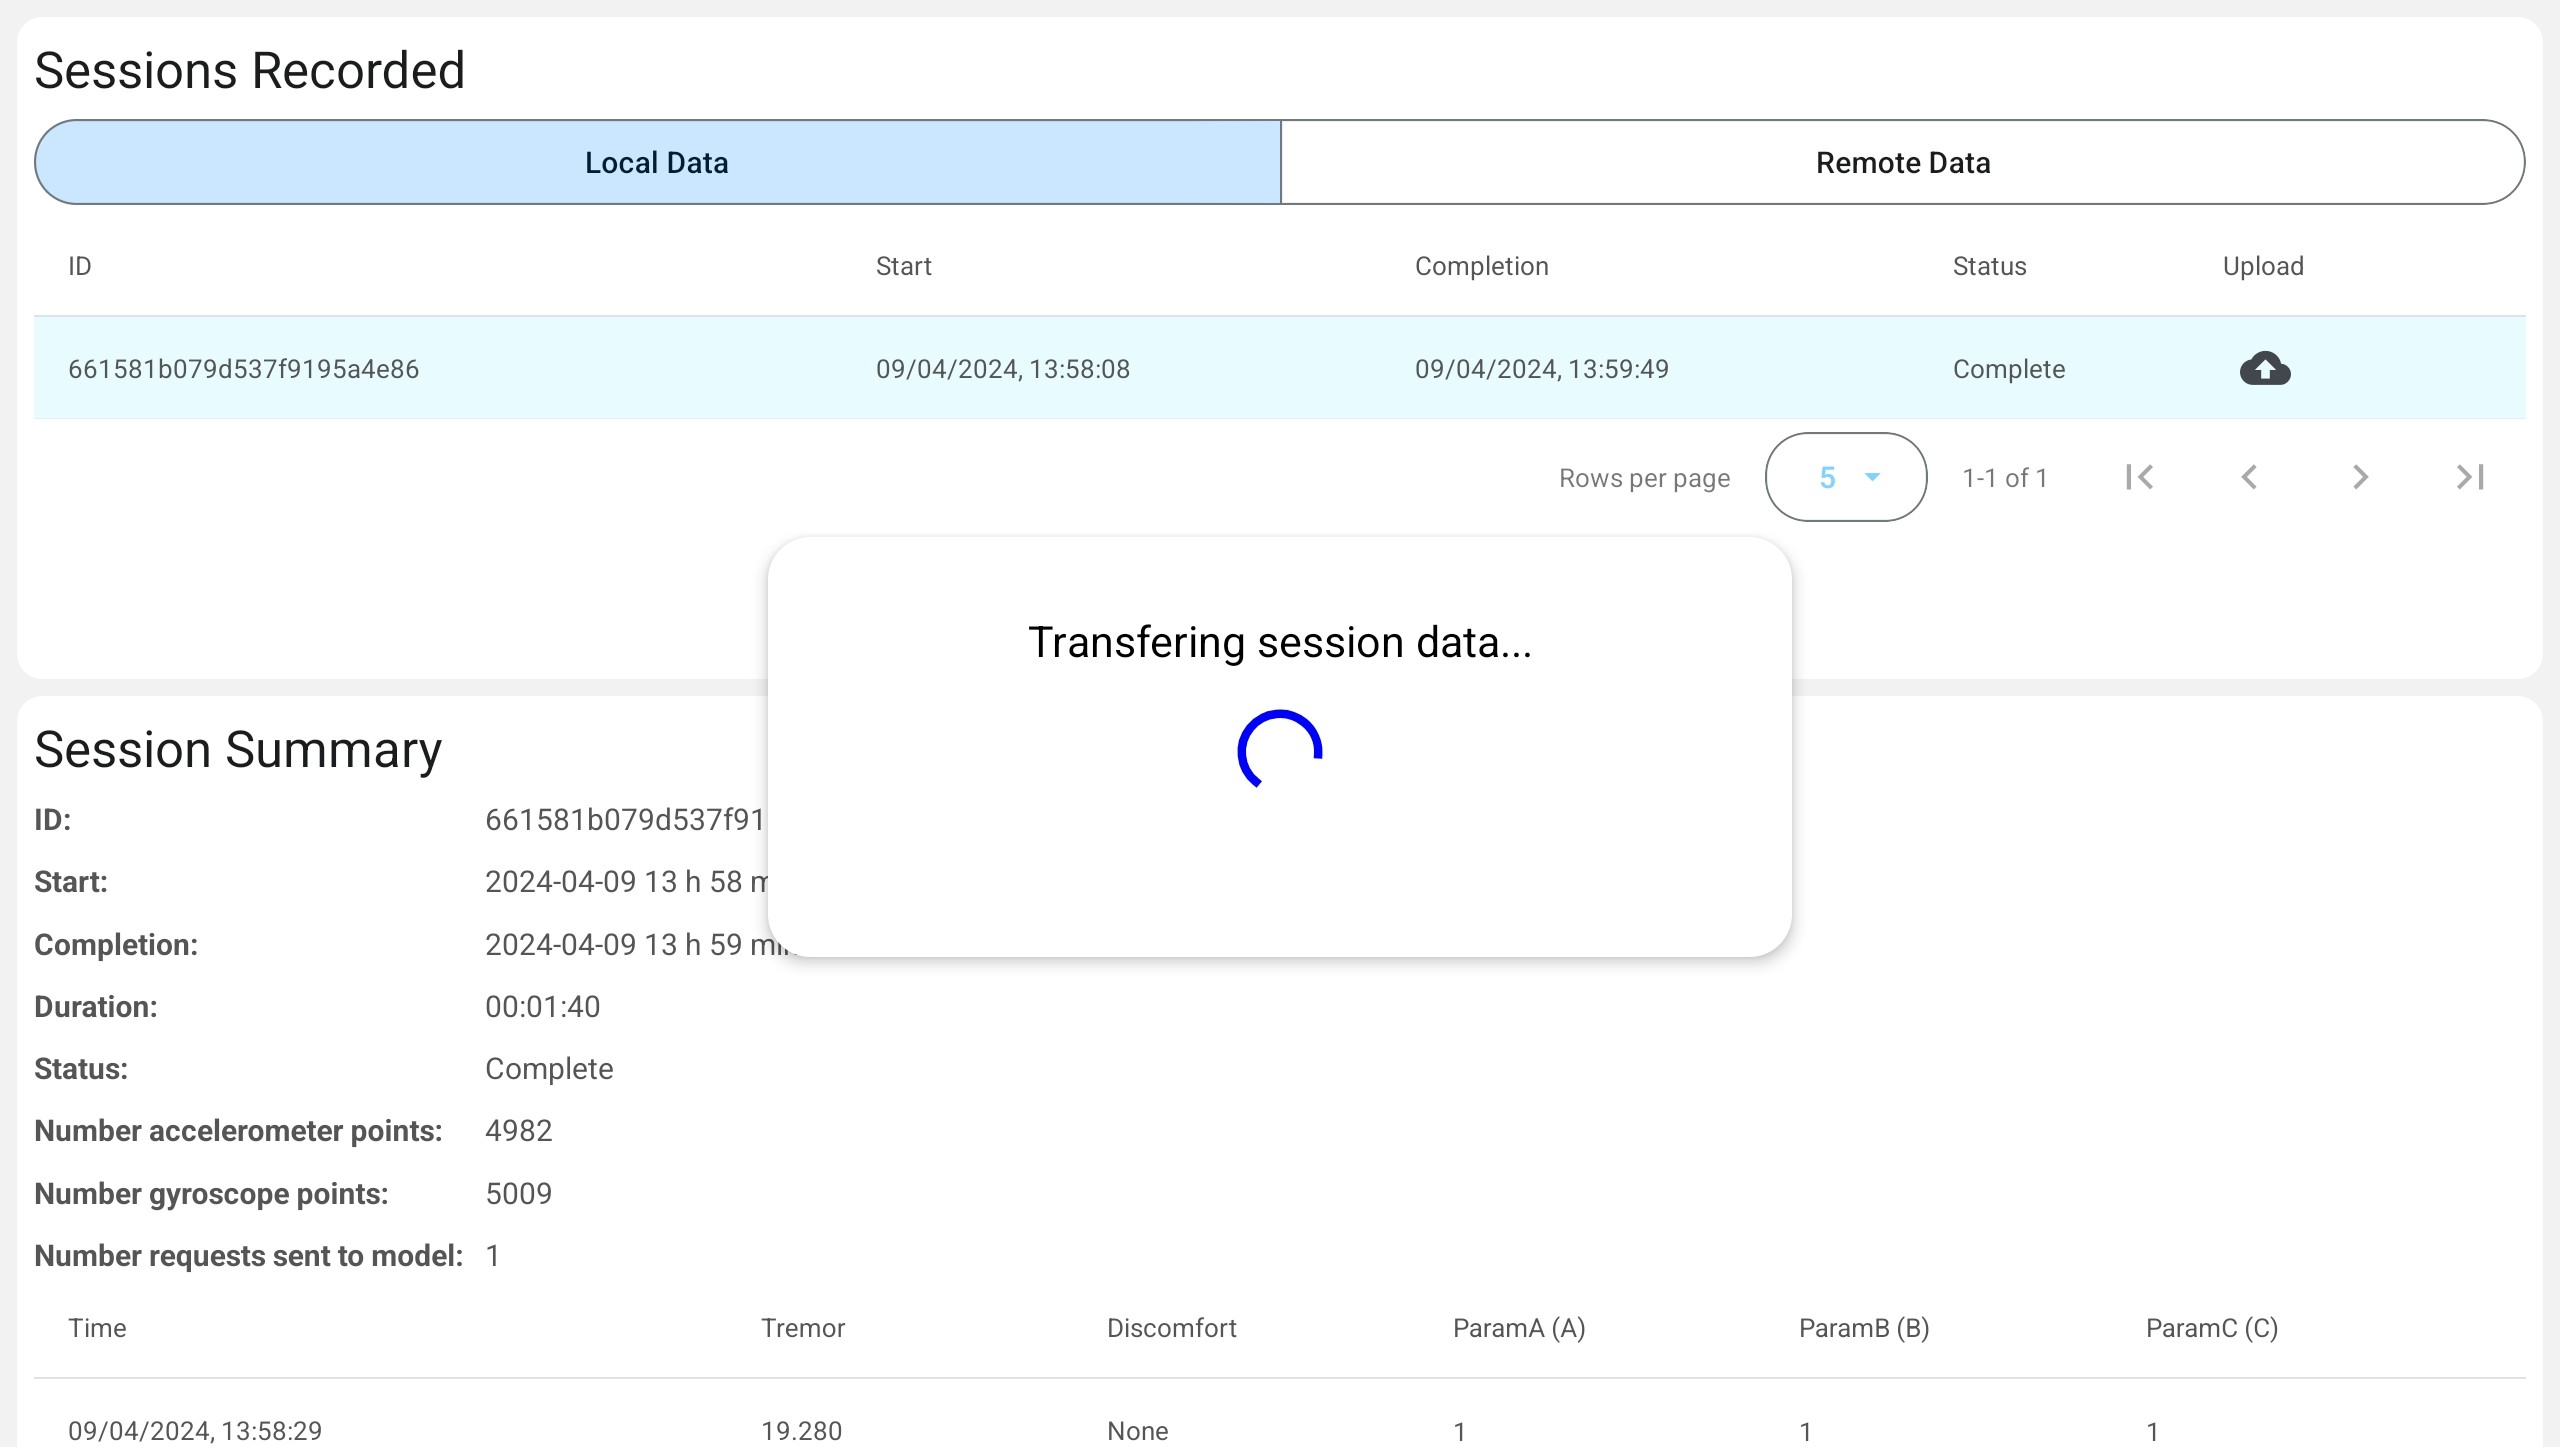 Sessions Recorded
Local Data Remote Data
ID Start Completion Status Upload
661581b079d537f9195a4e86 09/04/2024, 13:58:08 09/04/2024, 13:59:49 Complete
Rows per page 5 1-1 of 1
Transfering session data...
Session Summary
ID: 661581b079d537f91
Start: 2024-04-09 13 h 58 m
Completion: 2024-04-09 13 h 59 min
Duration: 00:01:40
Status: Complete
Number accelerometer points: 4982
Number gyroscope points: 5009
Number requests sent to model: 1
Time Tremor Discomfort ParamA (A) ParamB (B) ParamC (C)
09/04/2024, 13:58:29 19.280 None 1 1 1